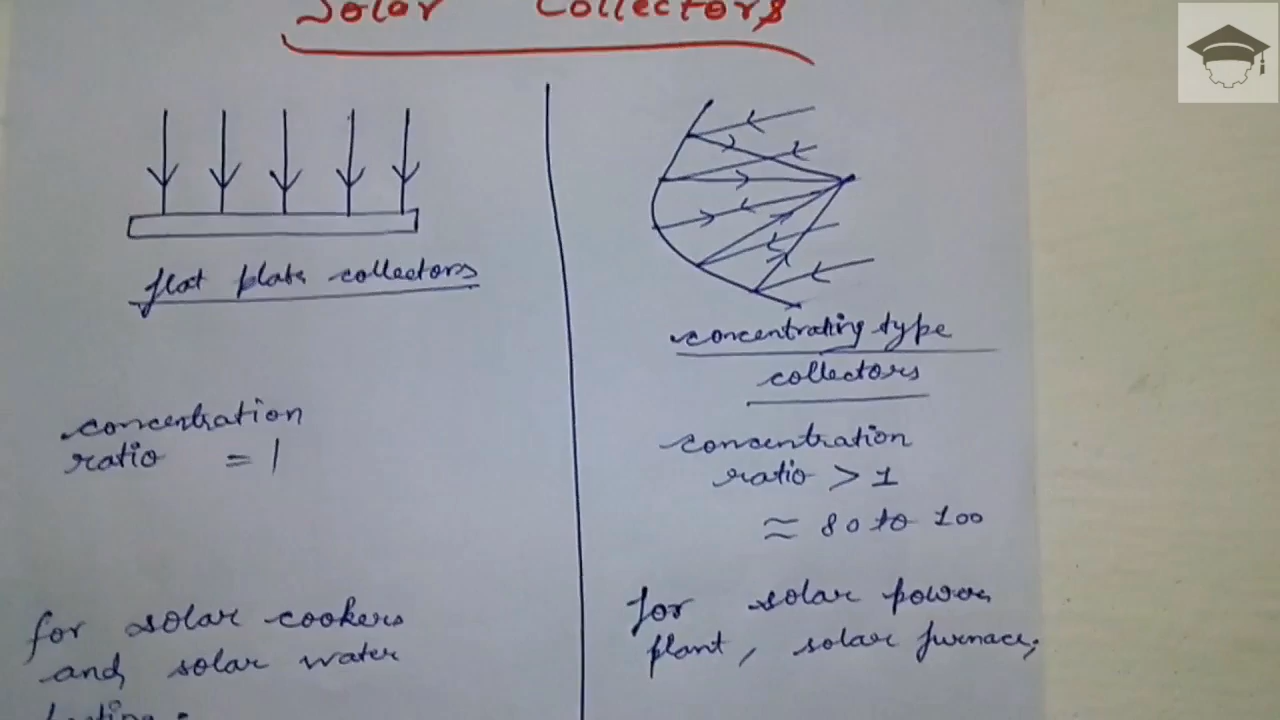 Solar Collectors
flat plate collectors
concentration
ratio = 1
for solar cookers
and solar water
concentrating type
collectors
concentration
ratio > 1
≈ 80 to 100
for solar power
plant, solar furnace,